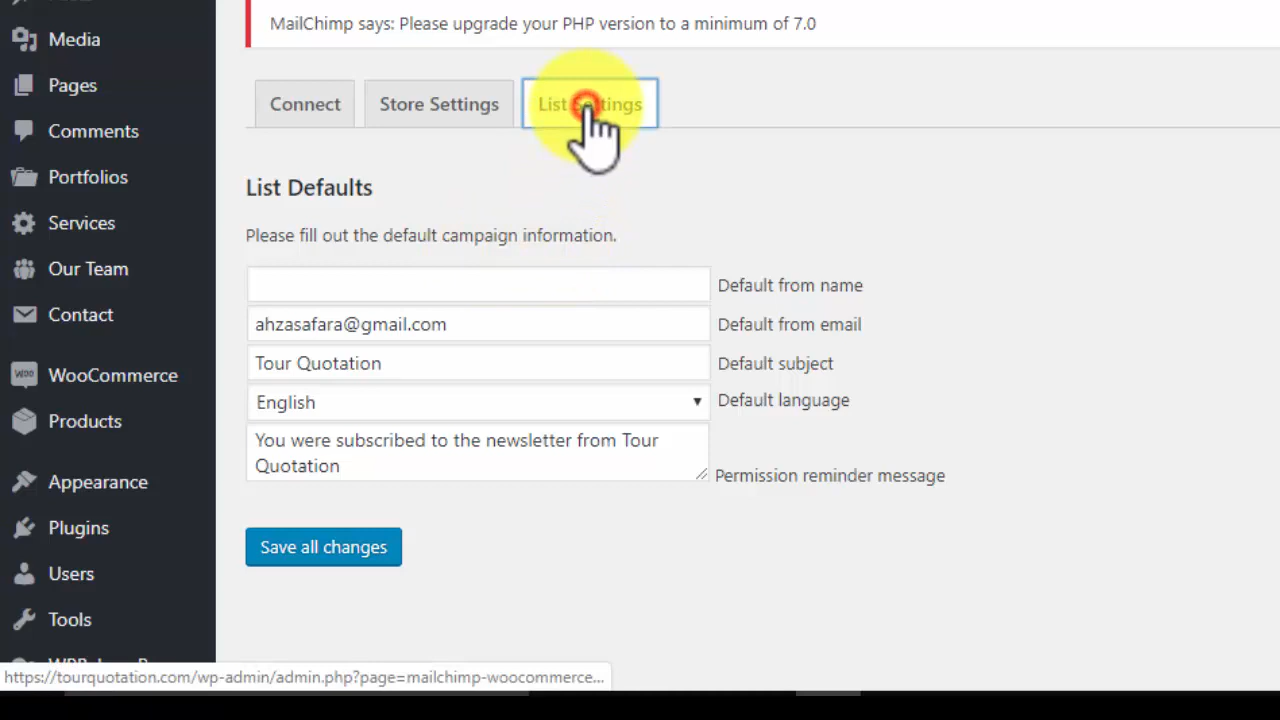 MailChimp says: Please upgrade your PHP version to a minimum of 7.0
Media
Pages
Comments
Portfolios
Services
Our Team
Contact
WooCommerce
Products
Appearance
Plugins
Users
Tools
Connect
Store Settings
List Settings
List Defaults
Please fill out the default campaign information.
Default from name
ahzasafara@gmail.com Default from email
Tour Quotation Default subject
English Default language
You were subscribed to the newsletter from Tour
Quotation
Permission reminder message
Save all changes
https://tourquotation.com/wp-admin/admin.php?page=mailchimp-woocommerce...